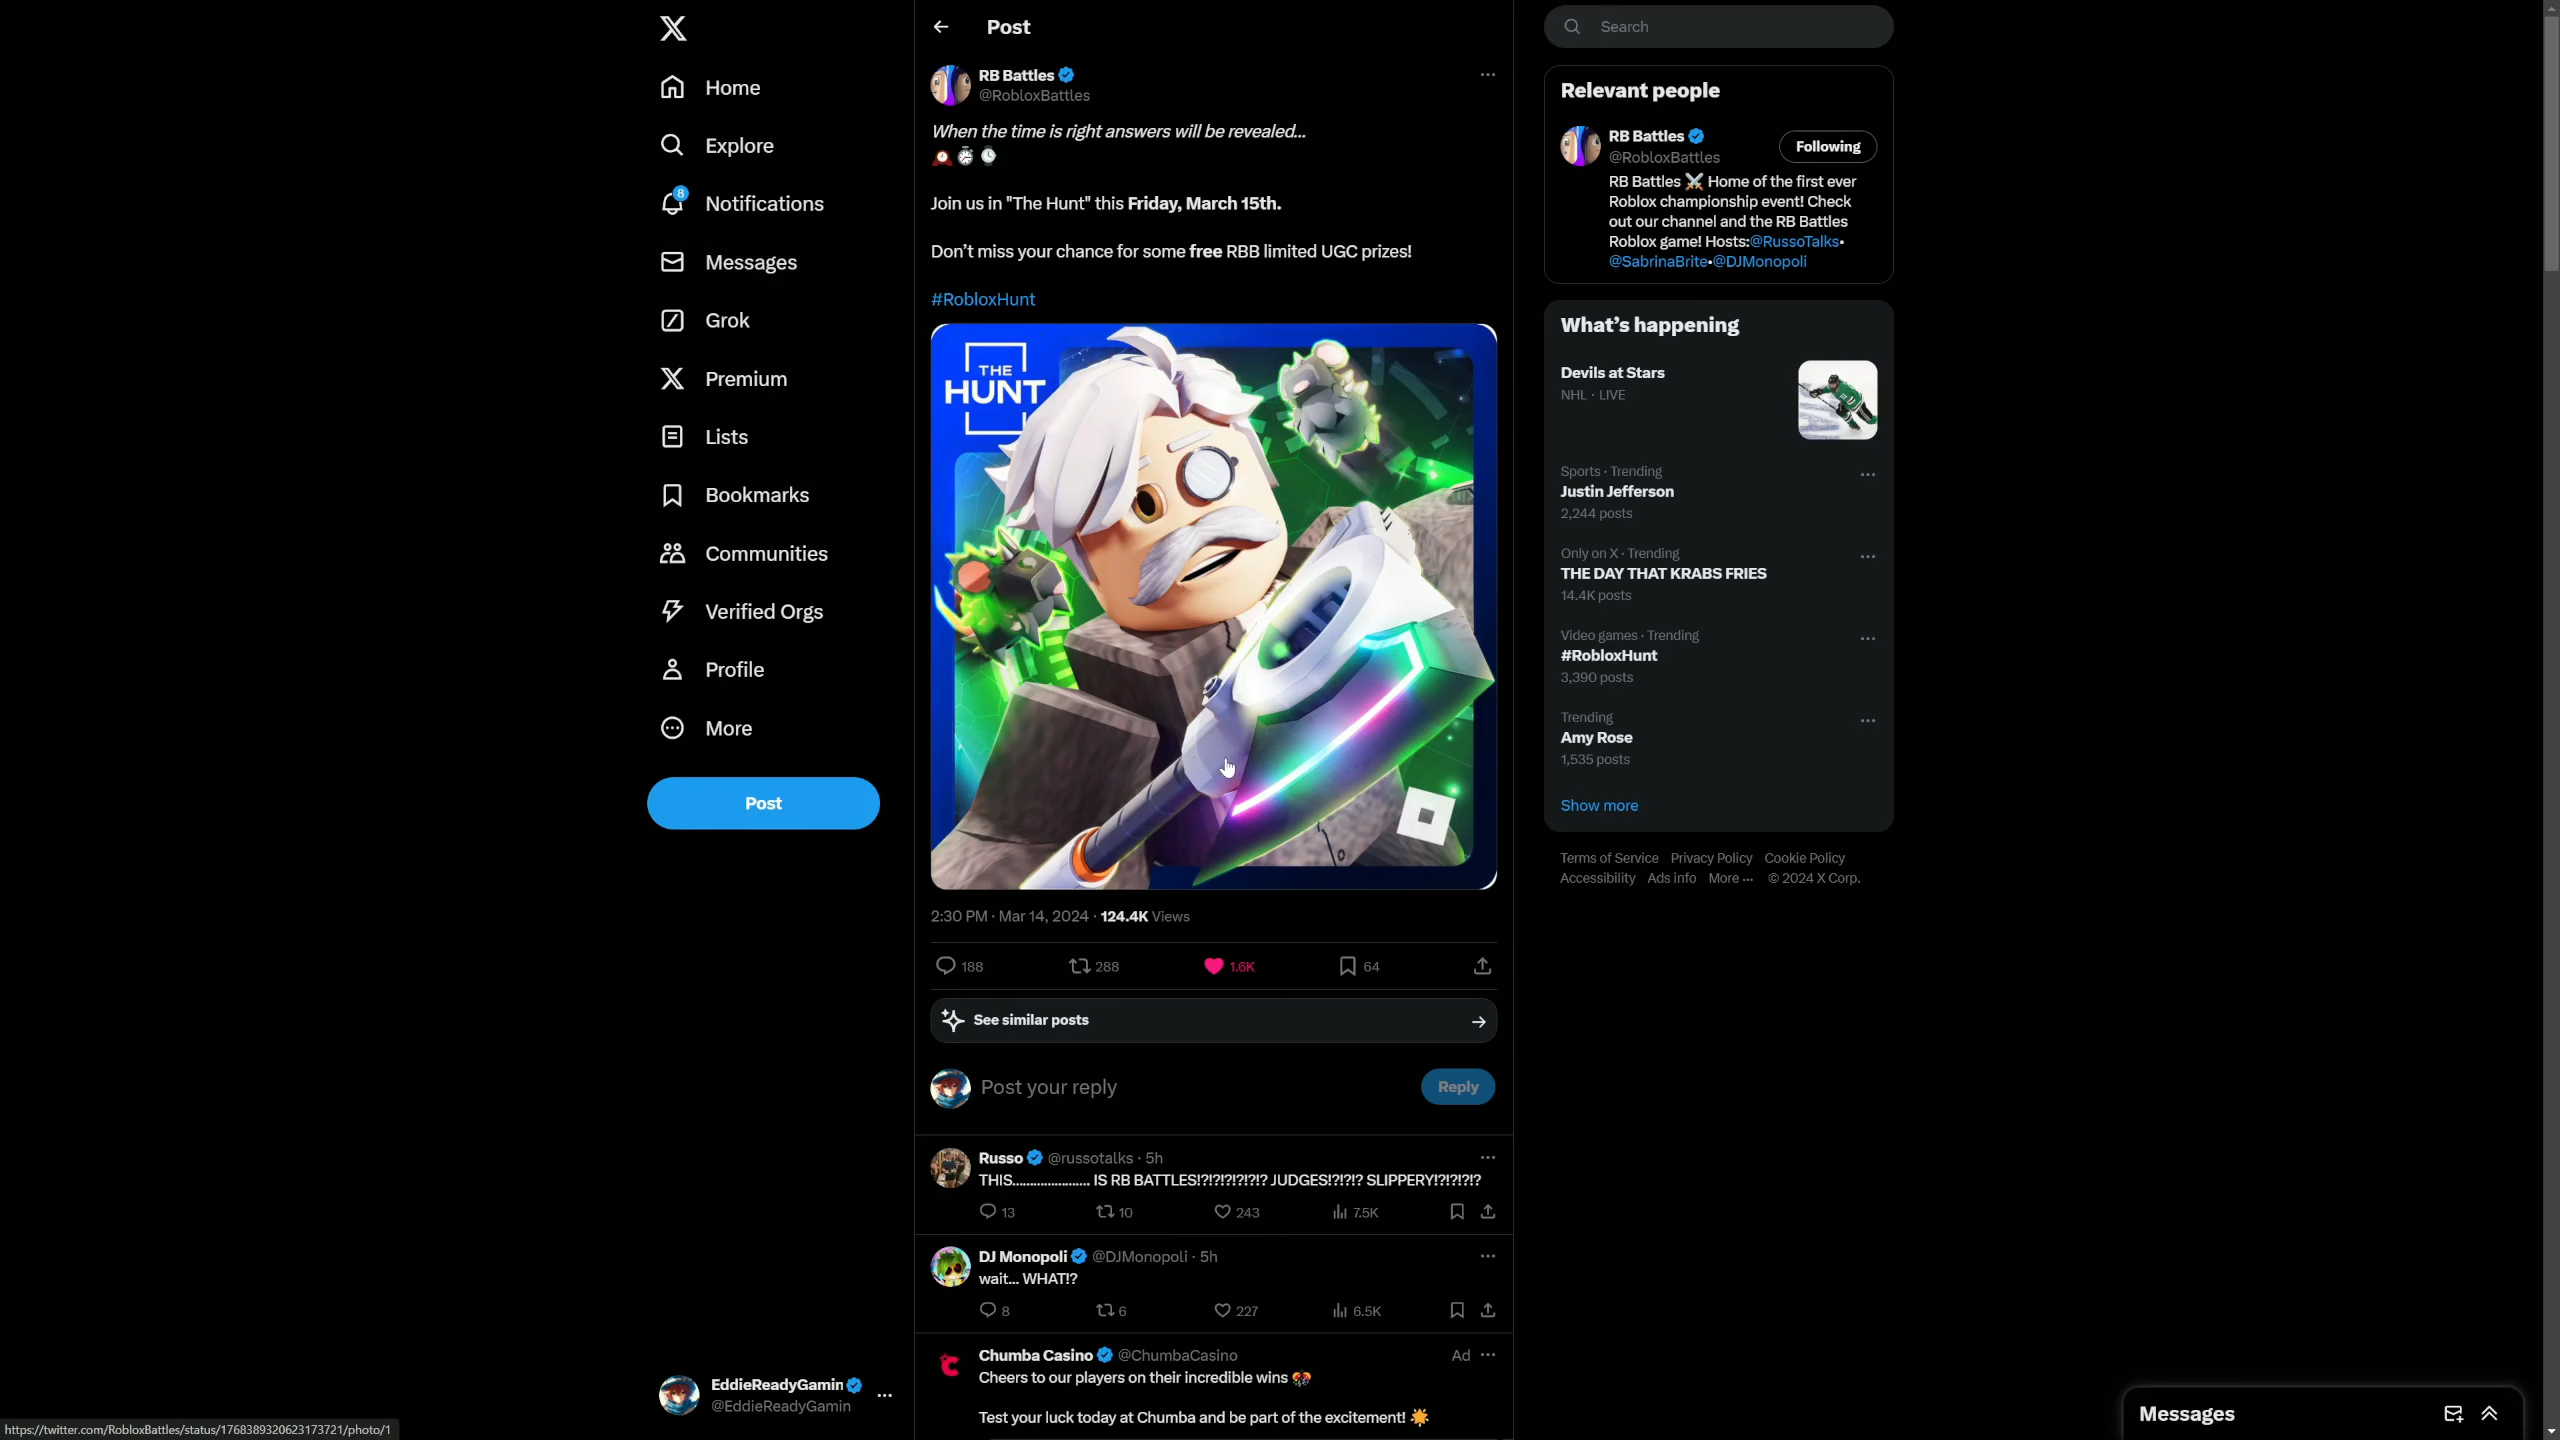 Home
Explore
8
Notifications
Messages
Grok
Premium
Lists
Bookmarks
Communities
Verified Orgs
Profile
More
Post
EddieReadyGamin
@EddieReadyGamin
https://twitter.com/RobloxBattles/status/1768389320623173721/photo/1
Post
RB Battles
@RobloxBattles
When the time is right answers will be revealed...
Join us in "The Hunt" this Friday, March 15th.
Don't miss your chance for some free RBB limited UGC prizes!
#RobloxHunt
THE
HUNT
2:30 PM · Mar 14, 2024 · 124.4K Views
188 288 1.6K 64
See similar posts
Post your reply
Reply
Russo @russotalks · 5h
THIS...................... IS RB BATTLES!?!?!?!?!?!? JUDGES!?!?!? SLIPPERY!?!?!?!?
13 10 243 7.5K
DJ Monopoli @DJMonopoli · 5h
wait... WHAT!?
8 6 227 6.5K
Chumba Casino @ChumbaCasino Ad
Cheers to our players on their incredible wins
Test your luck today at Chumba and be part of the excitement!
Search
Relevant people
RB Battles
@RobloxBattles
Following
RB Battles ⚔ Home of the first ever
Roblox championship event! Check
out our channel and the RB Battles
Roblox game! Hosts:@RussoTalks•
@SabrinaBrite•@DJMonopoli
What's happening
Devils at Stars
NHL · LIVE
Sports · Trending
Justin Jefferson
2,244 posts
Only on X · Trending
THE DAY THAT KRABS FRIES
14.4K posts
Video games · Trending
#RobloxHunt
3,390 posts
Trending
Amy Rose
1,535 posts
Show more
Terms of Service Privacy Policy Cookie Policy
Accessibility Ads info More ··· © 2024 X Corp.
Messages